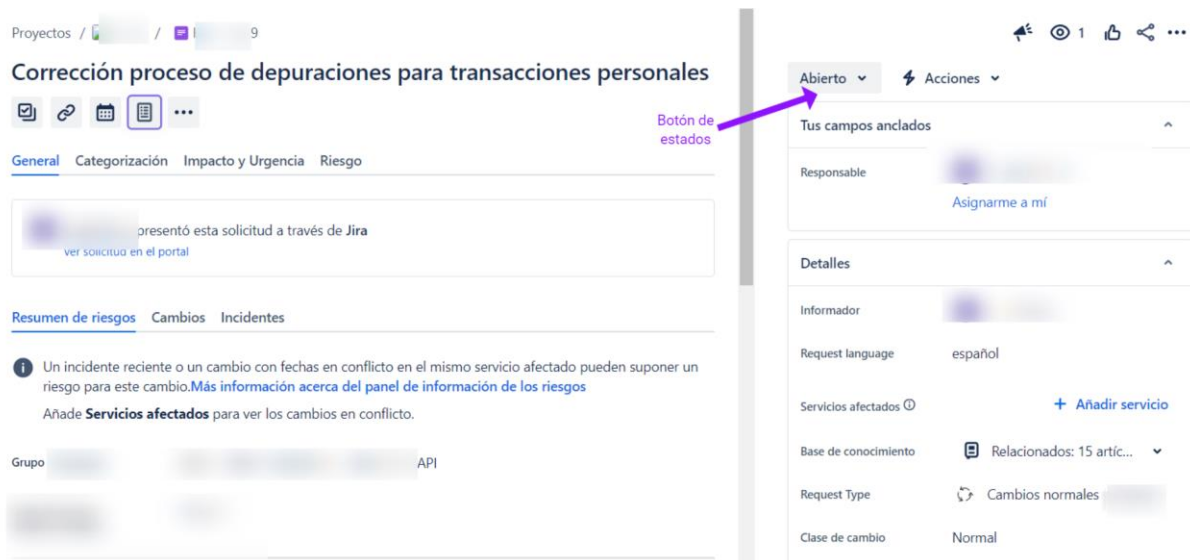 Proyectos / / 9
Corrección proceso de depuraciones para transacciones personales
General Categorización Impacto y Urgencia Riesgo
presentó esta solicitud a través de Jira
Ver solicitud en el portal
Resumen de riesgos Cambios Incidentes
Un incidente reciente o un cambio con fechas en conflicto en el mismo servicio afectado pueden suponer un
riesgo para este cambio.Más información acerca del panel de información de los riesgos
Añade Servicios afectados para ver los cambios en conflicto.
Grupo API
Botón de
estados
1
Abierto Acciones
Tus campos anclados
Responsable
Asignarme a mí
Detalles
Informador
Request language español
Servicios afectados + Añadir servicio
Base de conocimiento Relacionados: 15 artíc...
Request Type Cambios normales
Clase de cambio Normal